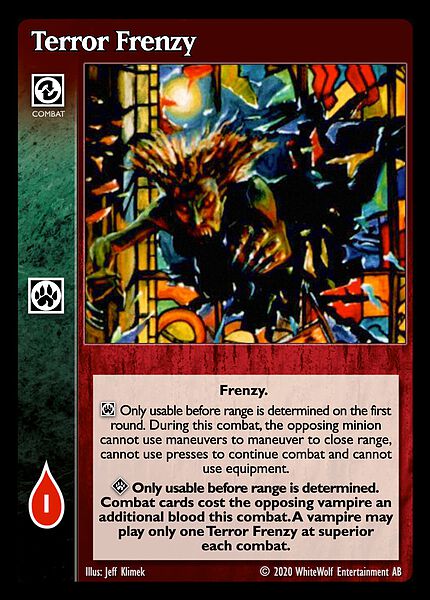 Terror Frenzy
COMBAT
Frenzy.
Only usable before range is determined on the first
round. During this combat, the opposing minion
cannot use maneuvers to maneuver to close range,
cannot use presses to continue combat and cannot
use equipment.
Only usable before range is determined.
Combat cards cost the opposing vampire an
additional blood this combat. A vampire may
play only one Terror Frenzy at superior
each combat.
1
Illus: Jeff Klimek © 2020 WhiteWolf Entertainment AB